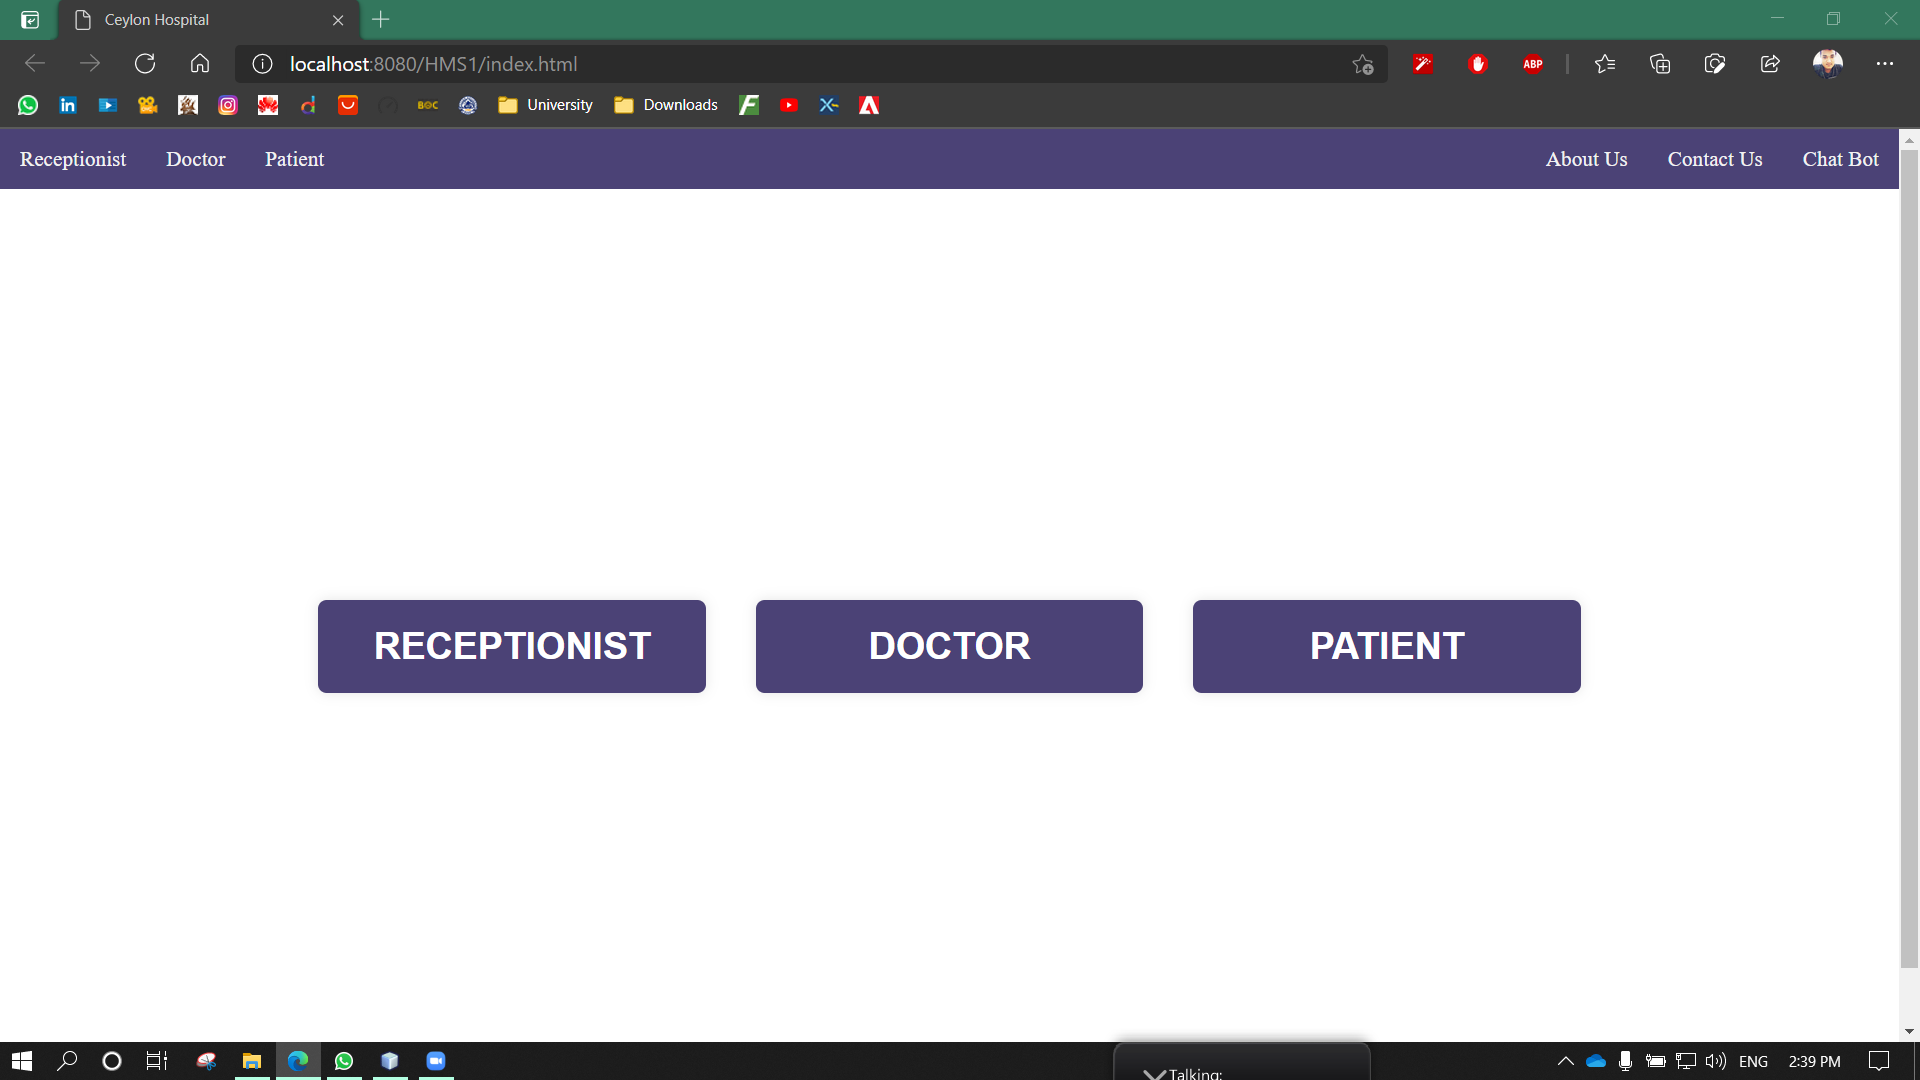 Ceylon Hospital
localhost:8080/HMS1/index.html
ABP
BOC
University
Downloads
Receptionist
Doctor
Patient
About Us
Contact Us
Chat Bot
RECEPTIONIST
DOCTOR
PATIENT
Talking:
ENG
2:39 PM